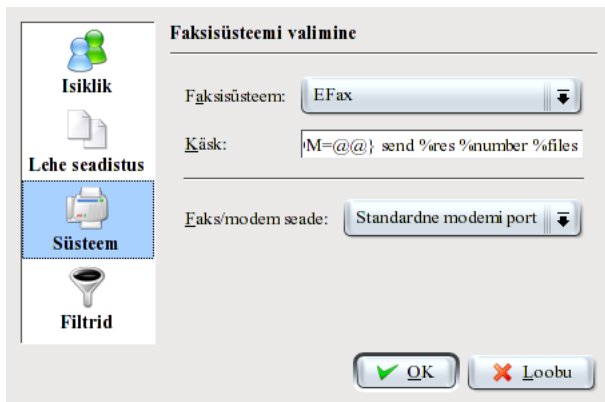 Isiklik
Lehe seadistus
Süsteem
Filtrid
Faksisüsteemi valimine
Faksisüsteem: EFax
Käsk: M=@@} send %res %number %files
Faks/modem seade: Standardne modemi port
OK Loobu